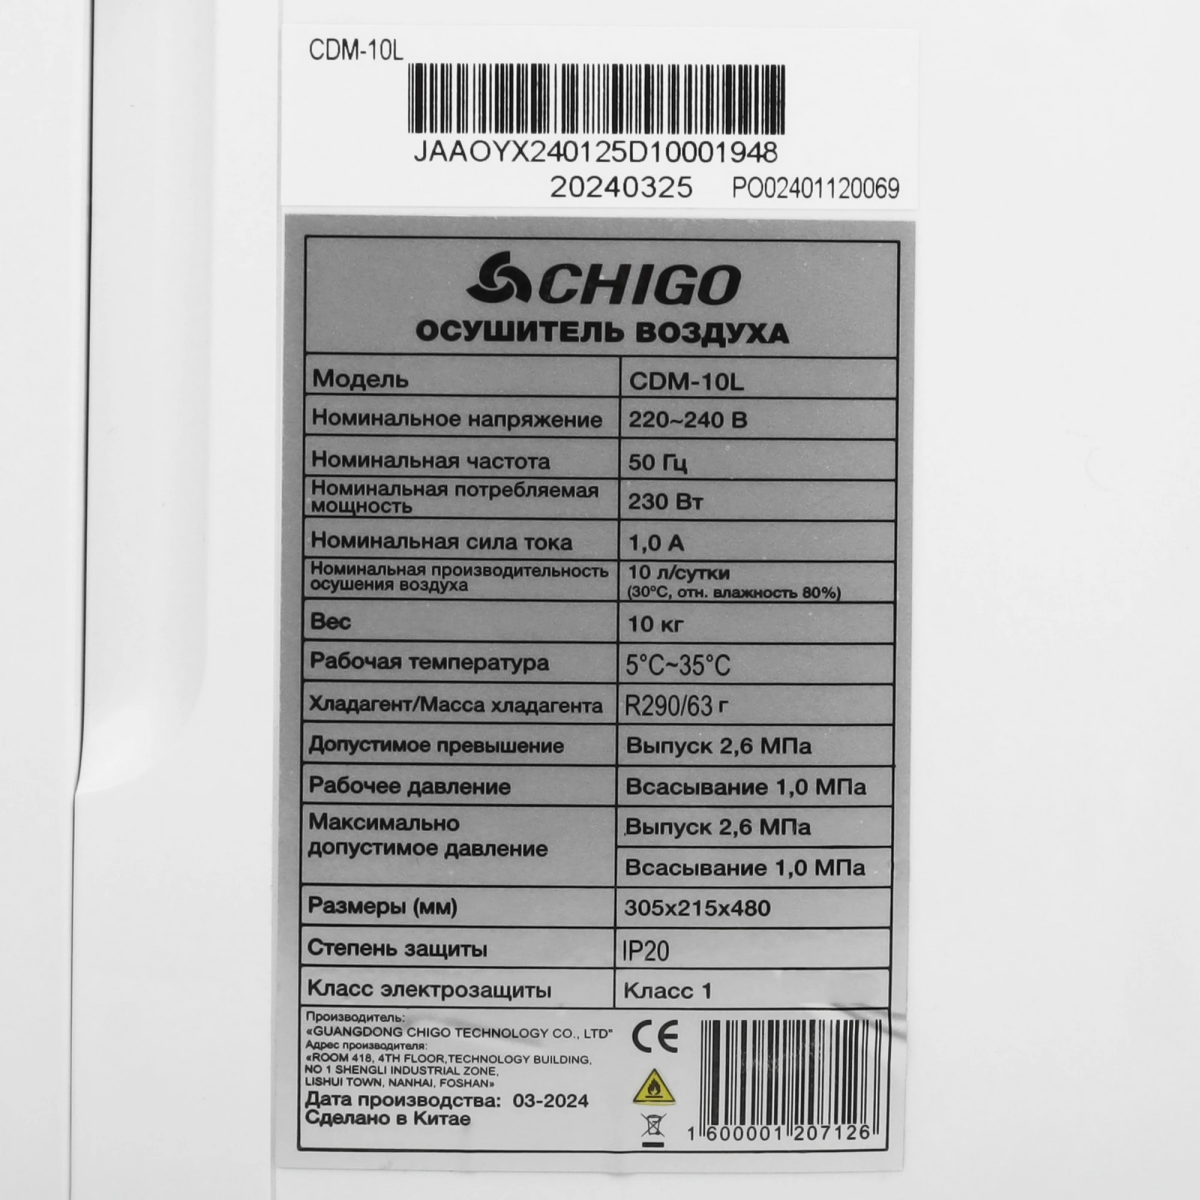 CDM-10L
JAAOYX240125D10001948
20240325 PO02401120069
CHIGO
ОСУШИТЕЛЬ ВОЗДУХА
Модель CDM-10L
Номинальное напряжение 220~240 В
Номинальная частота 50 Гц
Номинальная потребляемая
мощность 230 Вт
Номинальная сила тока 1,0 А
Номинальная производительность
осушения воздуха
10 л/сутки
(30°C, отн. влажность 80%)
Вес 10 кг
Рабочая температура 5°C~35°C
Хладагент/Масса хладагента R290/63 г
Допустимое превышение Выпуск 2,6 МПа
Рабочее давление Всасывание 1,0 МПа
Максимально
допустимое давление
Выпуск 2,6 МПа
Всасывание 1,0 МПа
Размеры (мм) 305x215x480
Степень защиты IP20
Класс электрозащиты Класс 1
Производитель:
«GUANGDONG CHIGO TECHNOLOGY CO., LTD"
Адрес производителя:
«ROOM 418, 4TH FLOOR,TECHNOLOGY BUILDING,
NO 1 SHENGLI INDUSTRIAL ZONE,
LISHUI TOWN, NANHAI, FOSHAN»
Дата производства: 03-2024
Сделано в Китае
CE
1 600001 207126